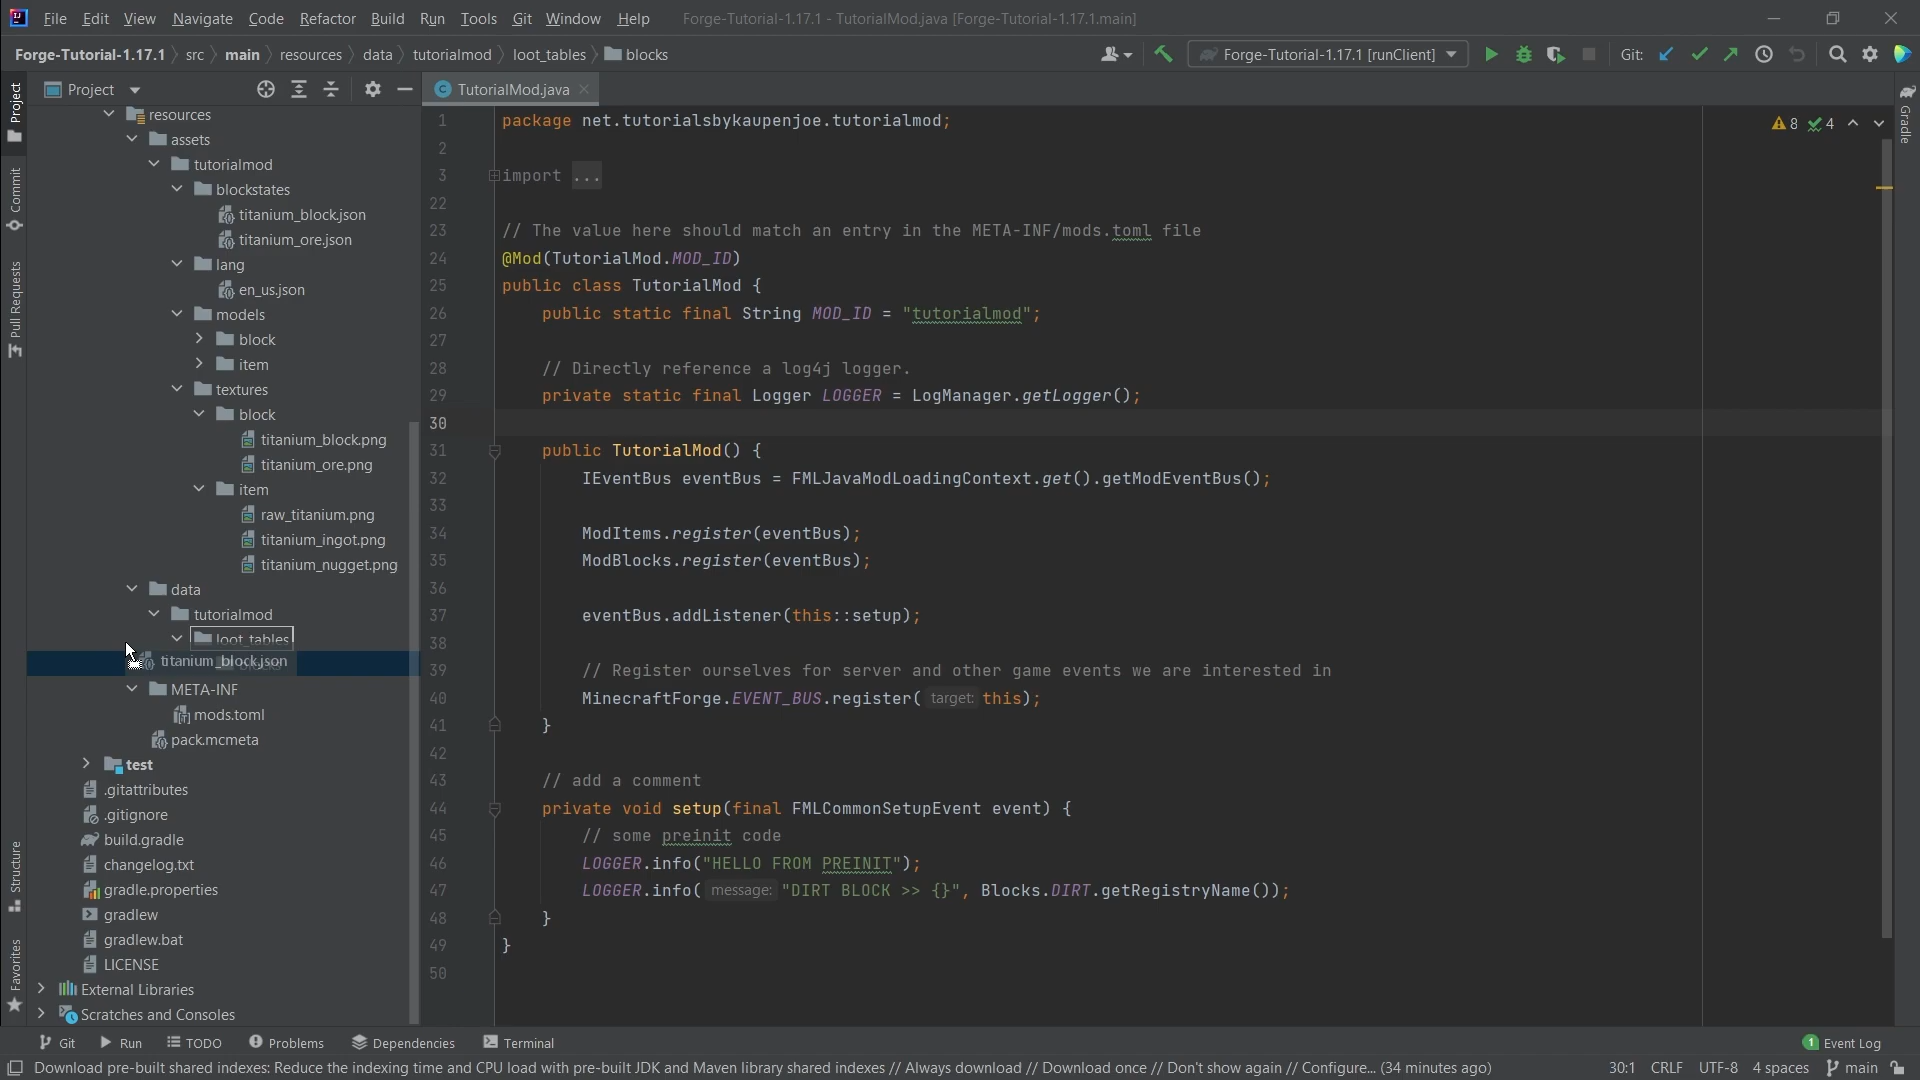 File Edit View Navigate Code Refactor Build Run Tools Git Window Help Forge-Tutorial-1.17.1 - TutorialMod.java [Forge-Tutorial-1.17.1.main]
Forge-Tutorial-1.17.1 src main resources data tutorialmod loot_tables blocks Forge-Tutorial-1.17.1 [runClient] Git:
Project
TutorialMod.java
Project
Commit
Pull Requests
Structure
Favorites
Gradle
resources
assets
tutorialmod
blockstates
titanium_block.json
titanium_ore.json
lang
en_us.json
models
block
item
textures
block
titanium_block.png
titanium_ore.png
item
raw_titanium.png
titanium_ingot.png
titanium_nugget.png
data
tutorialmod
loot_tables
titanium_block.json
META-INF
mods.toml
pack.mcmeta
test
.gitattributes
.gitignore
build.gradle
changelog.txt
gradle.properties
gradlew
gradlew.bat
LICENSE
External Libraries
Scratches and Consoles
8 4
1 package net.tutorialsbykaupenjoe.tutorialmod;
2
3 import ...
22
23 // The value here should match an entry in the META-INF/mods.toml file
24 @Mod(TutorialMod.MOD_ID)
25 public class TutorialMod {
26 public static final String MOD_ID = "tutorialmod";
27
28 // Directly reference a log4j logger.
29 private static final Logger LOGGER = LogManager.getLogger();
30
31 public TutorialMod() {
32 IEventBus eventBus = FMLJavaModLoadingContext.get().getModEventBus();
33
34 ModItems.register(eventBus);
35 ModBlocks.register(eventBus);
36
37 eventBus.addListener(this::setup);
38
39 // Register ourselves for server and other game events we are interested in
40 MinecraftForge.EVENT_BUS.register( target: this);
41 }
42
43 // add a comment
44 private void setup(final FMLCommonSetupEvent event) {
45 // some preinit code
46 LOGGER.info("HELLO FROM PREINIT");
47 LOGGER.info( message: "DIRT BLOCK >> {}", Blocks.DIRT.getRegistryName());
48 }
49 }
50
Git Run TODO Problems Dependencies Terminal 1 Event Log
Download pre-built shared indexes: Reduce the indexing time and CPU load with pre-built JDK and Maven library shared indexes // Always download // Download once // Don't show again // Configure... (34 minutes ago) 30:1 CRLF UTF-8 4 spaces main